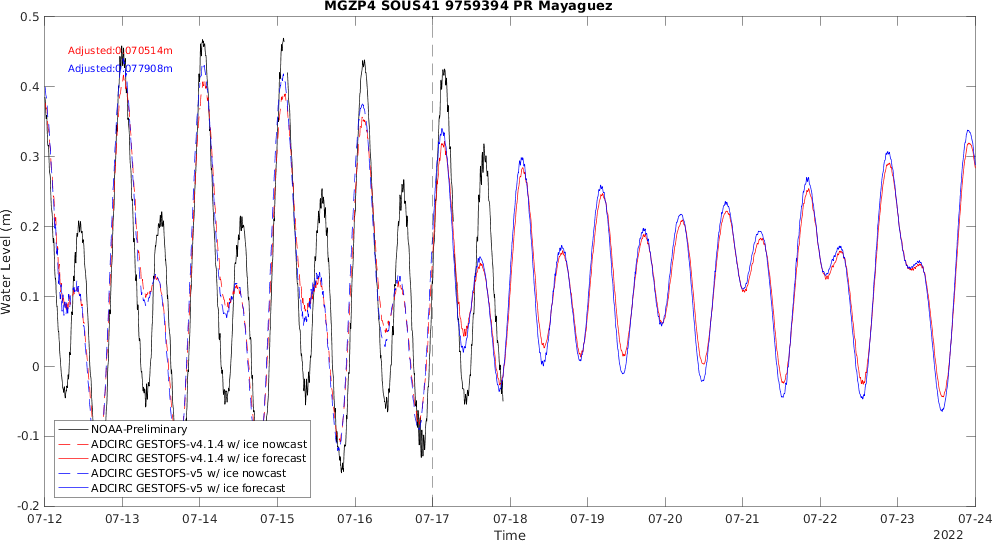 MGZP4 SOUS41 9759394 PR Mayaguez
0.5
Adjusted:0.070514m
Adjusted:0.077908m
0.4
0.3
0.2
0.1
0
-0.1
-0.2
Water Level (m)
NOAA-Preliminary
ADCIRC GESTOFS-v4.1.4 w/ ice nowcast
ADCIRC GESTOFS-v4.1.4 w/ ice forecast
ADCIRC GESTOFS-v5 w/ ice nowcast
ADCIRC GESTOFS-v5 w/ ice forecast
07-12 07-13 07-14 07-15 07-16 07-17 07-18 07-19 07-20 07-21 07-22 07-23 07-24
Time
2022